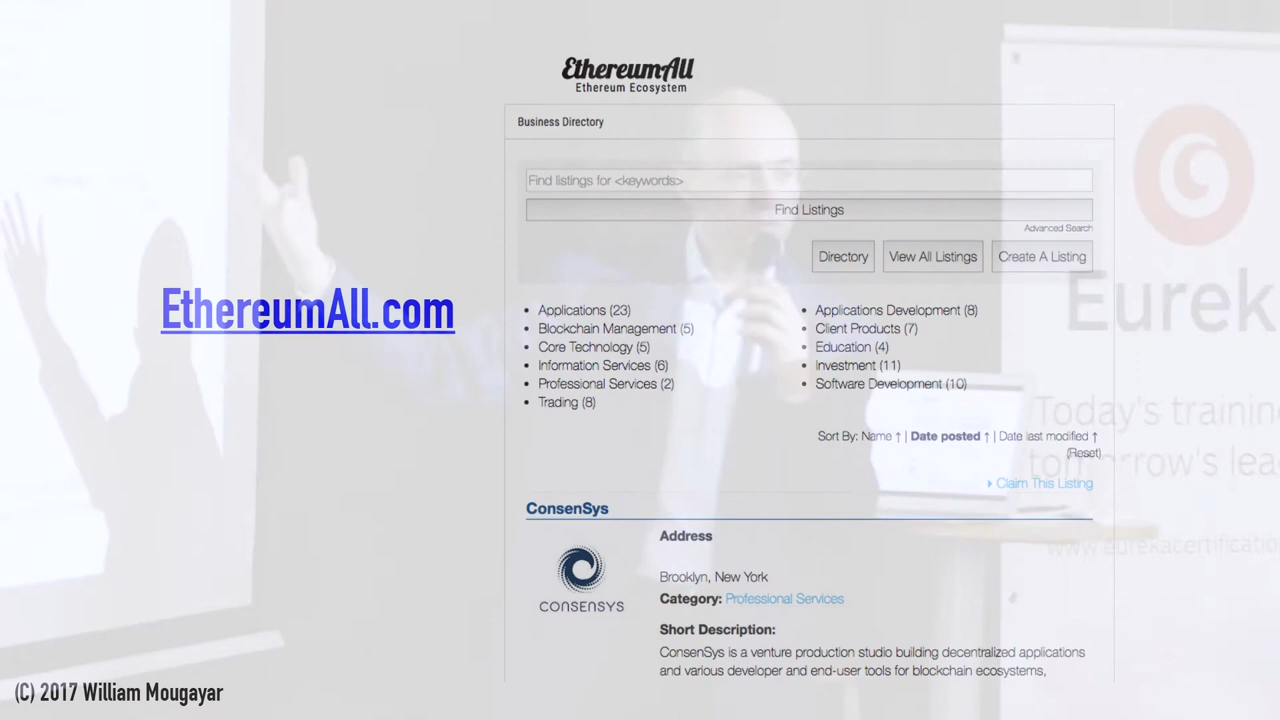 EthereumAll
Ethereum Ecosystem
Business Directory
Find listings for <keywords>
Find Listings
Advanced Search
Directory View All Listings Create A Listing
EthereumAll.com
Applications (23)
Blockchain Management (5)
Core Technology (5)
Information Services (6)
Professional Services (2)
Trading (8)
Applications Development (8)
Client Products (7)
Education (4)
Investment (11)
Software Development (10)
Sort By: Name ↑ | Date posted ↑ | Date last modified ↑
(Reset)
Claim This Listing
ConsenSys
CONSENSYS
Address
Brooklyn, New York
Category: Professional Services
Short Description:
ConsenSys is a venture production studio building decentralized applications
and various developer and end-user tools for blockchain ecosystems,
Eurek
Today's training
tomorrow's lea
www.eurekacertificatio
(C) 2017 William Mougayar